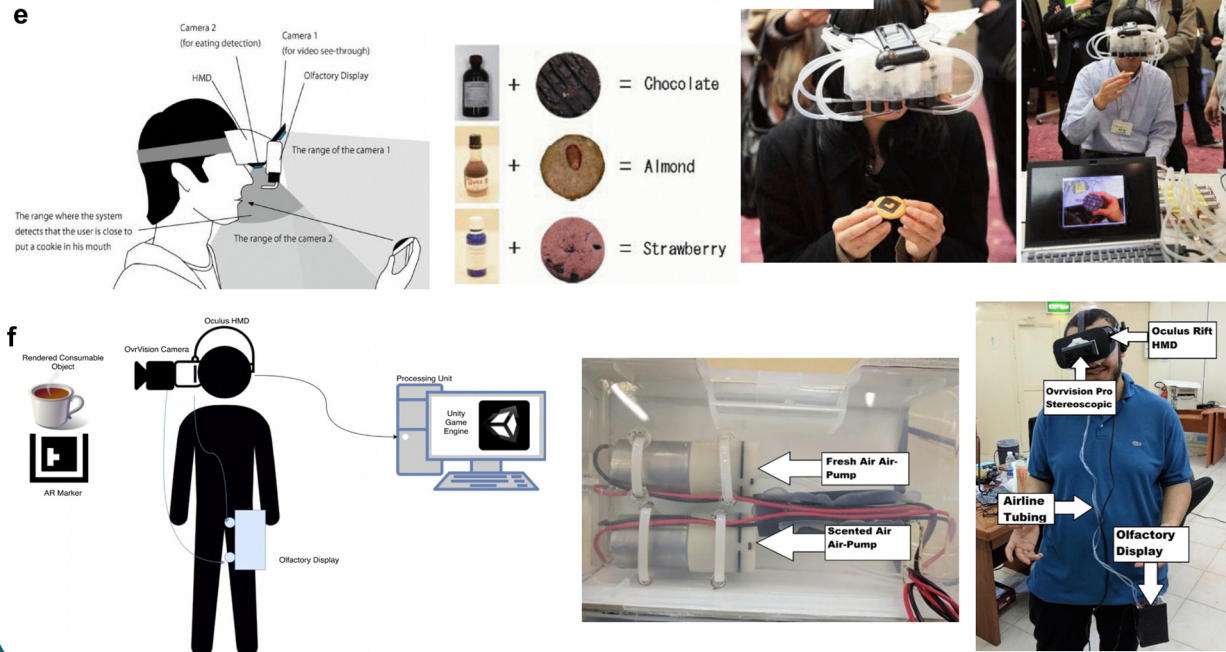 e
Camera 2
(for eating detection)
Camera 1
(for video see-through)
HMD
Olfactory Display
The range of the camera 1
The range where the system
detects that the user is close to
put a cookie in his mouth
The range of the camera 2
+ = Chocolate
+ = Almond
+ = Strawberry
f
Rendered Consumable
Object
AR Marker
OvrVision Camera
Oculus HMD
Processing Unit
Unity
Game
Engine
Olfactory Display
Fresh Air Air-
Pump
Scented Air
Air-Pump
Oculus Rift
HMD
Ovrvision Pro
Stereoscopic
Airline
Tubing
Olfactory
Display